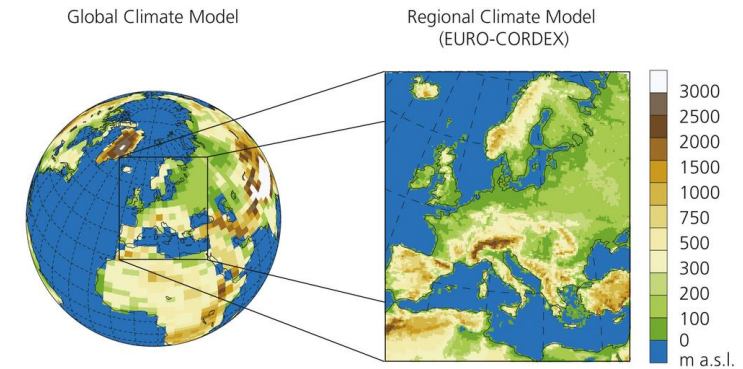 Global Climate Model
Regional Climate Model
(EURO-CORDEX)
3000
2500
2000
1500
1000
750
500
300
200
100
0
m a.s.l.